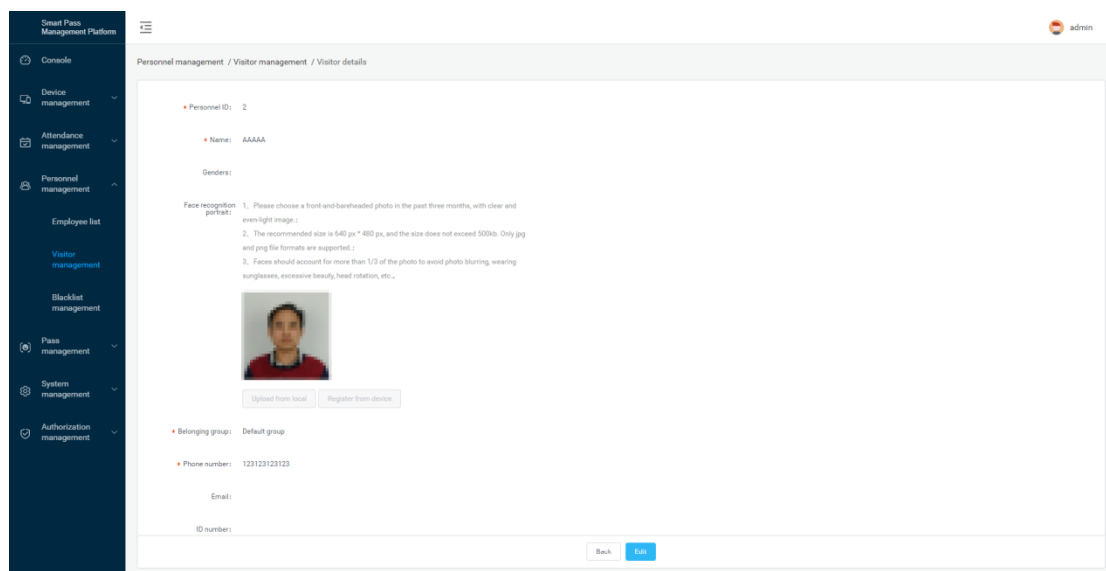 Smart Pass
Management Platform
admin
Console
Personnel management / Visitor management / Visitor details
Device
management
Attendance
management
Personnel
management
Employee list
Visitor
management
Blacklist
management
Pass
management
System
management
Authorization
management
* Personnel ID: 2
* Name: AAAAA
Genders:
Face recognition
portrait:
1、Please choose a front-and-bareheaded photo in the past three months, with clear and
even-light image.;
2、The recommended size is 640 px * 480 px, and the size does not exceed 500kb. Only jpg
and png file formats are supported.;
3、Faces should account for more than 1/3 of the photo to avoid photo blurring, wearing
sunglasses, excessive beauty, head rotation, etc.。
Upload from local Register from device
* Belonging group: Default group
* Phone number: 123123123123
Email:
ID number:
Back Edit